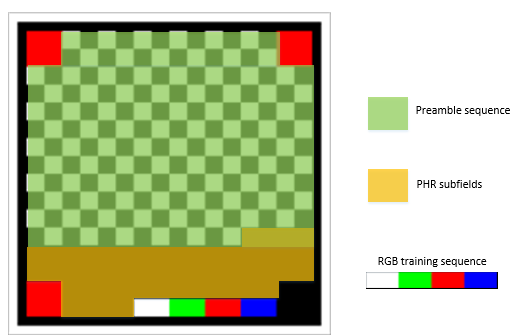 Preamble sequence
PHR subfields
RGB training sequence